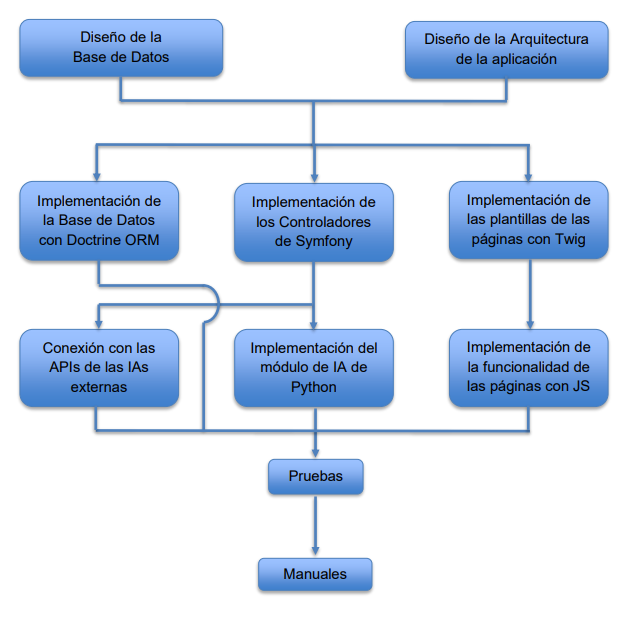 Diseño de la
Base de Datos
Diseño de la Arquitectura
de la aplicación
Implementación de
la Base de Datos
con Doctrine ORM
Implementación de
los Controladores
de Symfony
Implementación de
las plantillas de las
páginas con Twig
Conexión con las
APIs de las IAs
externas
Implementación del
módulo de IA de
Python
Implementación de
la funcionalidad de
las páginas con JS
Pruebas
Manuales